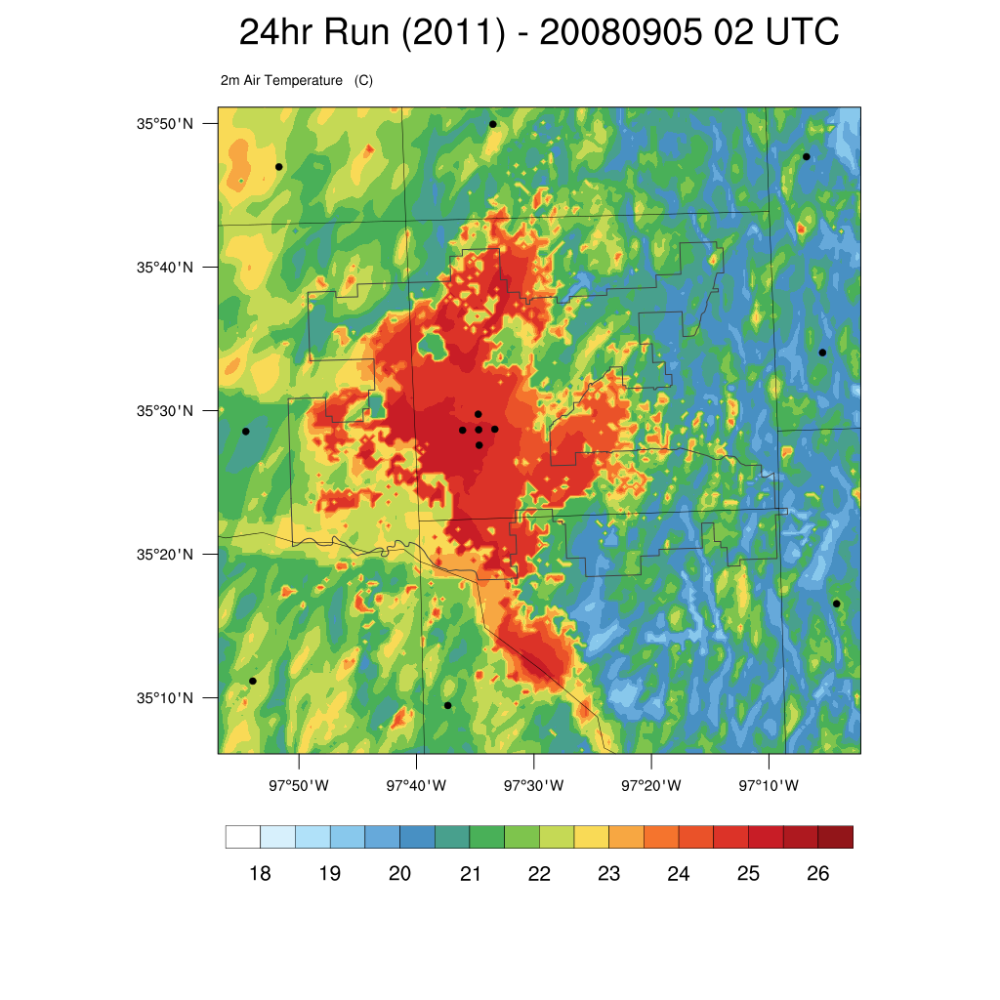 24hr Run (2011) - 20080905 02 UTC
2m Air Temperature (C)
35°50'N
35°40'N
35°30'N
35°20'N
35°10'N
97°50'W 97°40'W 97°30'W 97°20'W 97°10'W
18 19 20 21 22 23 24 25 26